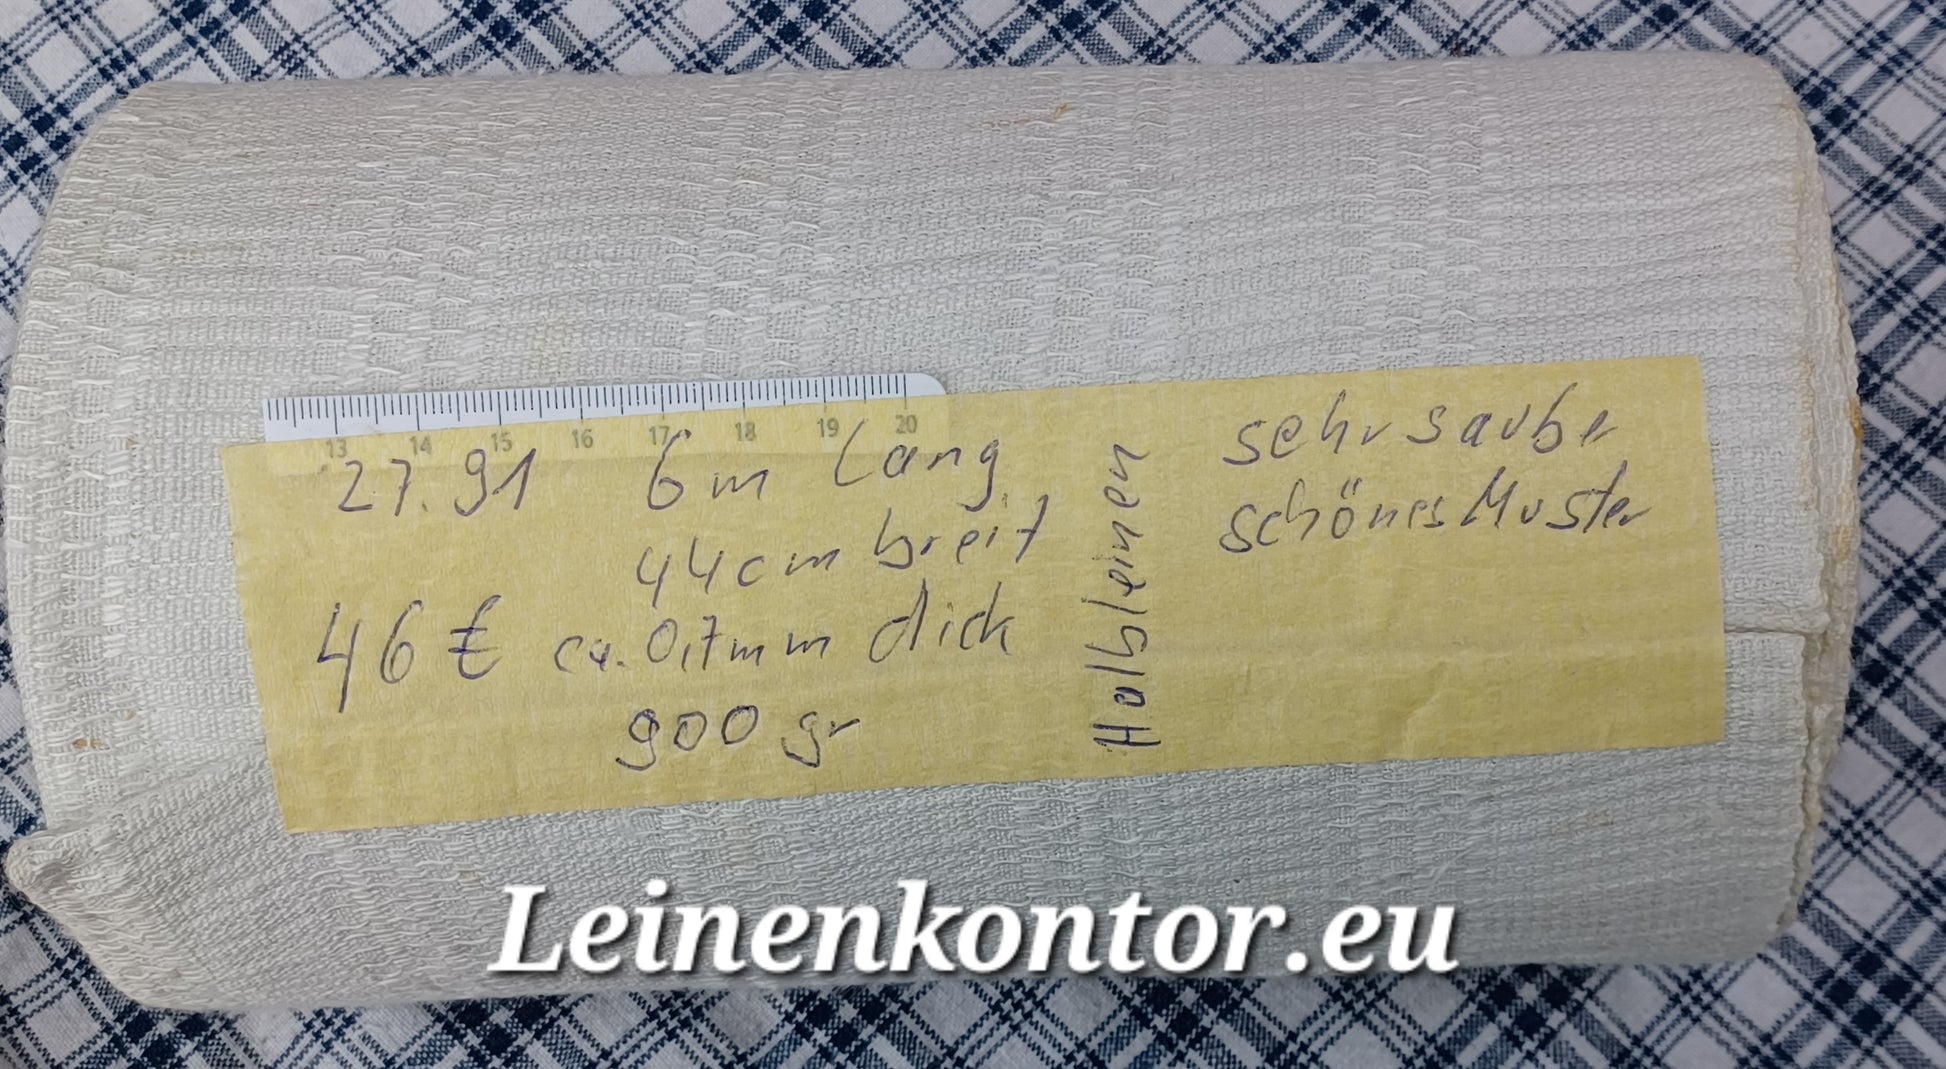 13 14 15 16 17 18 19 20
27.91 6m lang
44cm breit
46 € ca. 0,7mm dick
900 gr
Halbleinen
sehr sauber
schönes Muster
Leinenkontor.eu